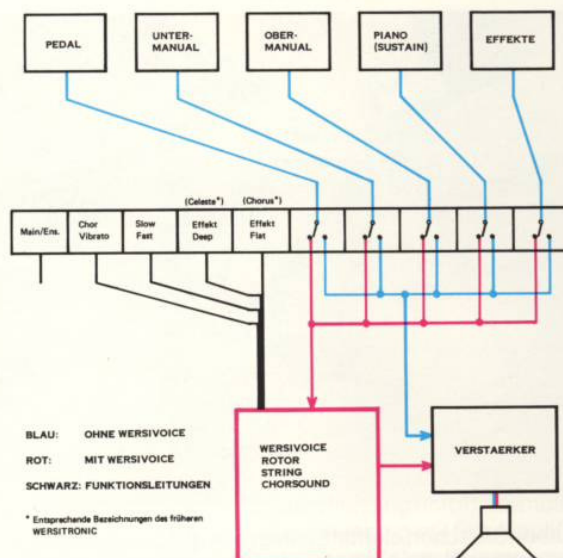 PEDAL
UNTER-
MANUAL
OBER-
MANUAL
PIANO
(SUSTAIN)
EFFEKTE
(Celeste*)
(Chorus*)
Main/Ens.
Chor
Vibrato
Slow
Fast
Effekt
Deep
Effekt
Flat
BLAU: OHNE WERSIVOICE
ROT: MIT WERSIVOICE
SCHWARZ: FUNKTIONSLEITUNGEN
* Entsprechende Bezeichnungen des früheren
WERSITRONIC
WERSIVOICE
ROTOR
STRING
CHORSOUND
VERSTAERKER